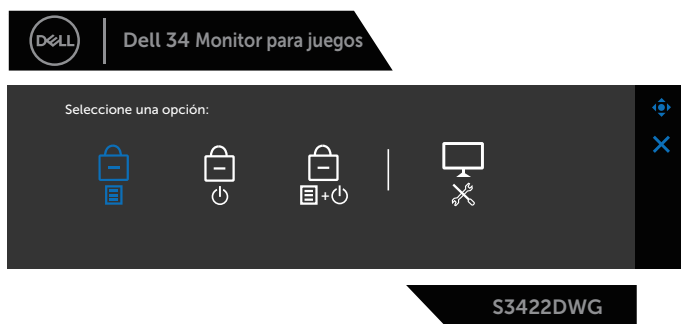 DELL
Dell 34 Monitor para juegos
Seleccione una opción:
+
S3422DWG